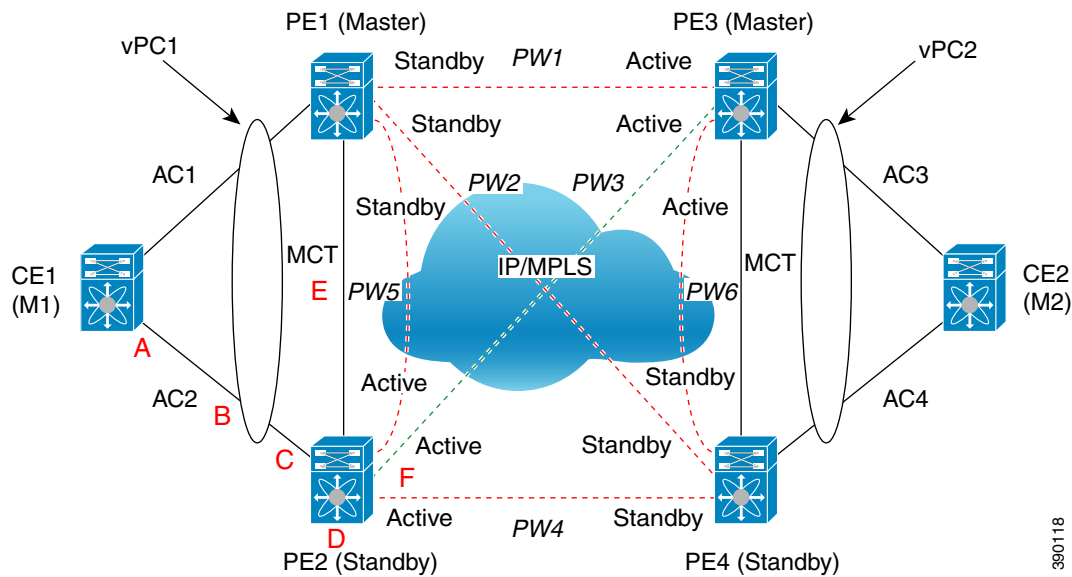 PE1 (Master)
PE3 (Master)
vPC1
vPC2
Standby
PW1
Active
Standby
Active
AC1
AC3
PW2
PW3
Standby
Active
MCT
IP/MPLS
MCT
CE1
(M1)
E
PW5
PW6
CE2
(M2)
A
Active
Standby
AC2
AC4
B
Active
Standby
C
F
Active
PW4
Standby
D
PE2 (Standby)
PE4 (Standby)
390118